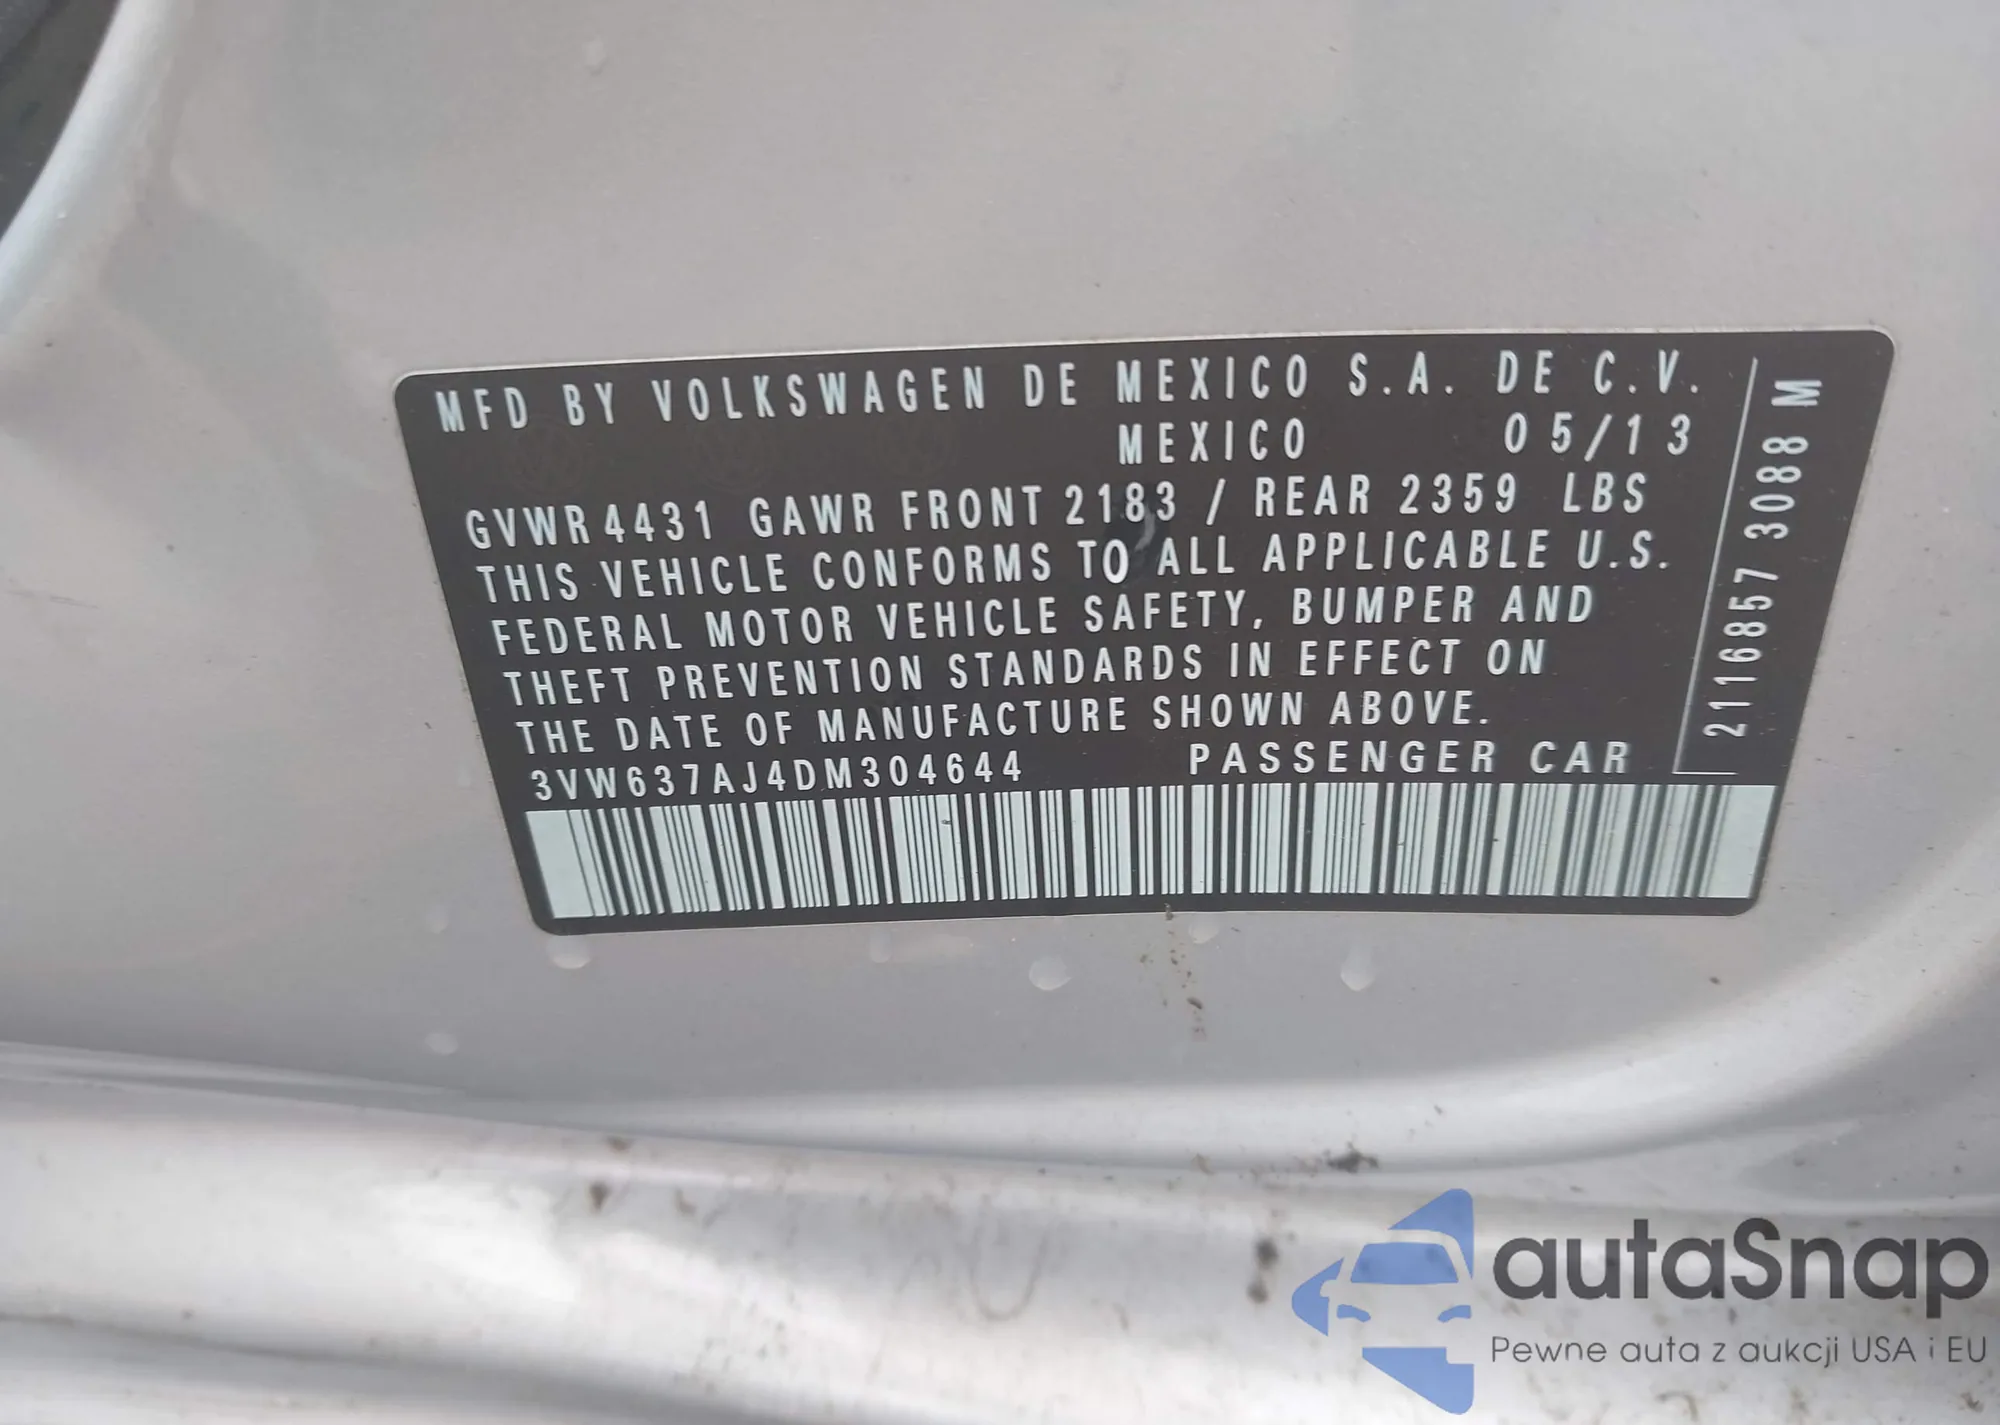 MFD BY VOLKSWAGEN DE MEXICO S.A. DE C.V.
MEXICO 05/13
GVWR 4431 GAWR FRONT 2183 / REAR 2359 LBS
THIS VEHICLE CONFORMS TO ALL APPLICABLE U.S.
FEDERAL MOTOR VEHICLE SAFETY, BUMPER AND
THEFT PREVENTION STANDARDS IN EFFECT ON
THE DATE OF MANUFACTURE SHOWN ABOVE.
3VW637AJ4DM304644 PASSENGER CAR
2116857 3088 M
autaSnap
Pewne auta z aukcji USA i EU